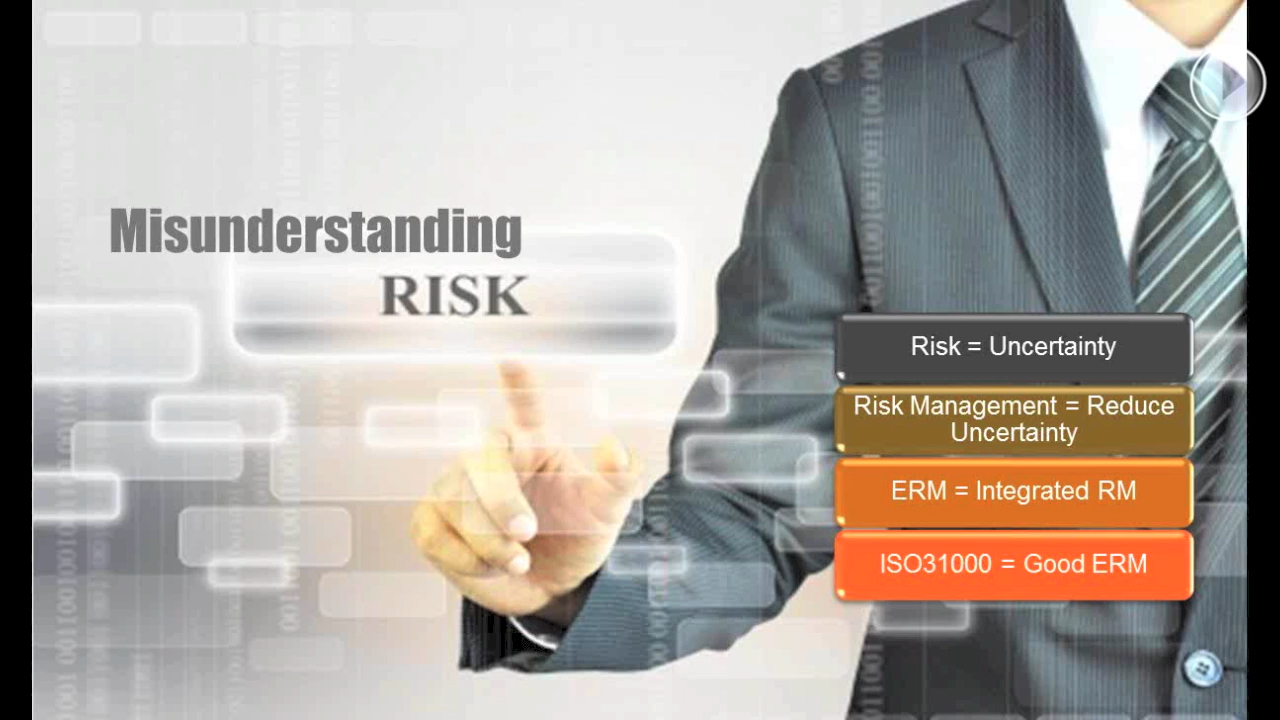 Misunderstanding
RISK
Risk = Uncertainty
Risk Management = Reduce
Uncertainty
ERM = Integrated RM
ISO31000 = Good ERM